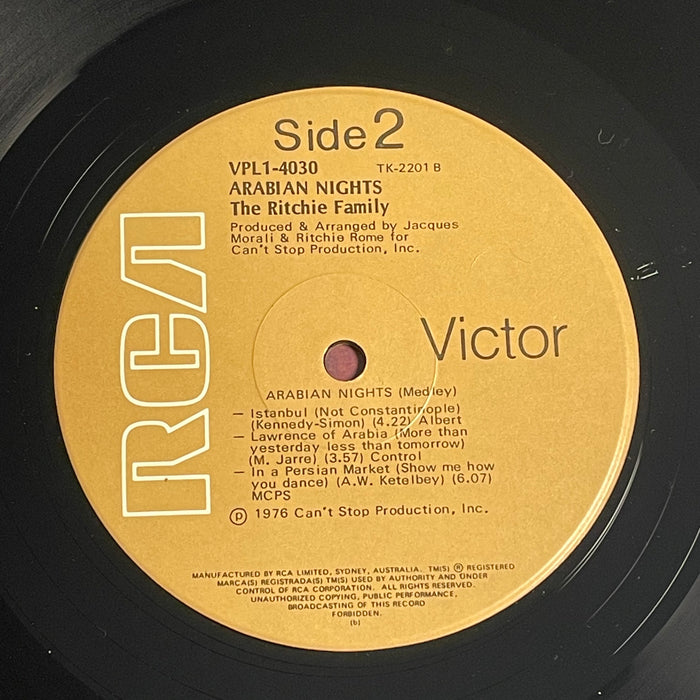 Side 2
VPL1-4030 TK-2201 B
ARABIAN NIGHTS
The Ritchie Family
Produced & Arranged by Jacques
Morali & Ritchie Rome for
Can't Stop Production, Inc.
RCA
Victor
ARABIAN NIGHTS (Medley)
— Istanbul (Not Constantinople)
(Kennedy-Simon) (4.22) Albert
— Lawrence of Arabia (More than
yesterday less than tomorrow)
(M. Jarre) (3.57) Control
— In a Persian Market (Show me how
you dance) (A.W. Ketelbey) (6.07)
MCPS
℗ 1976 Can't Stop Production, Inc.
MANUFACTURED BY RCA LIMITED, SYDNEY, AUSTRALIA. TM(S) ® REGISTERED
MARCA(S) REGISTRADA(S) TM(S) USED BY AUTHORITY AND UNDER
CONTROL OF RCA CORPORATION. ALL RIGHTS RESERVED.
UNAUTHORIZED COPYING, PUBLIC PERFORMANCE,
BROADCASTING OF THIS RECORD
FORBIDDEN.
(b)